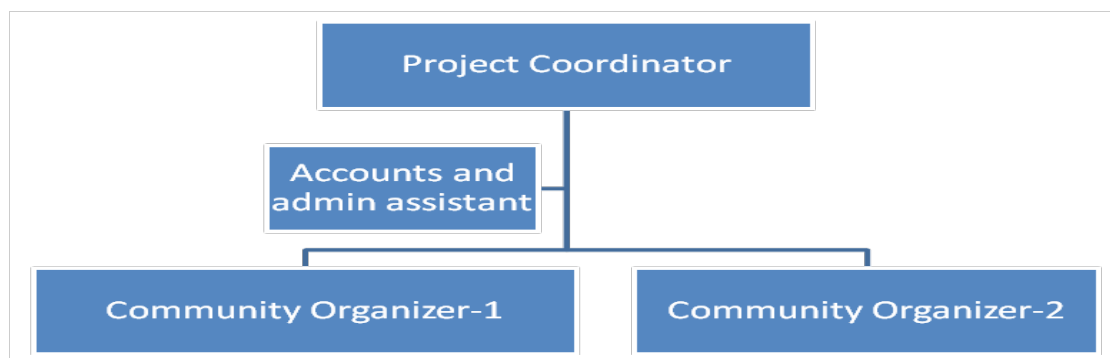 Project Coordinator
Accounts and
admin assistant
Community Organizer-1
Community Organizer-2